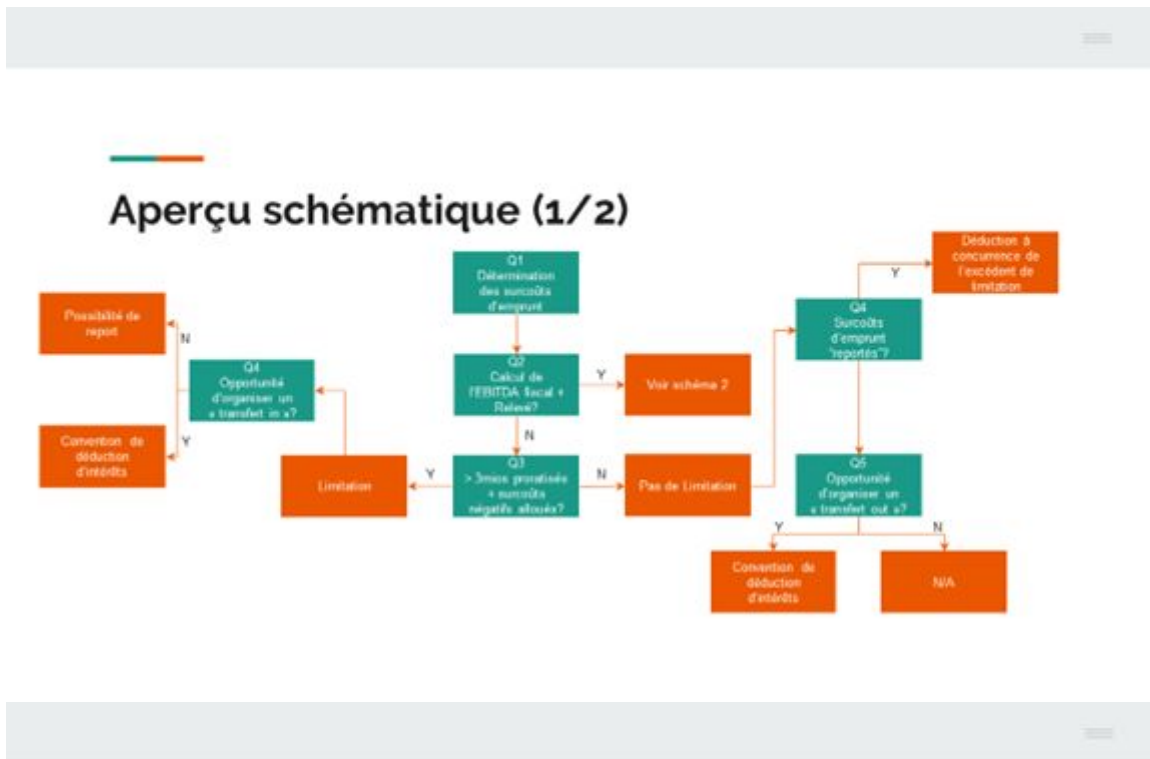 Aperçu schématique (1/2)
Q1
Détermination
des surcoûts
d'emprunt
Déduction à
concurrence de
l'excédent de
limitation
Y
Possibilité de
report
N
Q4
Opportunité
d'organiser un
« transfert in »?
Q2
Calcul de
l'EBITDA fiscal +
Relevé?
Y
Voir schéma 2
Q4
Surcoûts
d'emprunt
"reportés"?
Convention de
déduction
d'intérêts
Y
N
Limitation
Y
Q3
> 3mios proratisés
+ surcoûts
négatifs alloués?
N
Pas de Limitation
Q5
Opportunité
d'organiser un
« transfert out »?
Y
N
Convention de
déduction
d'intérêts
N/A